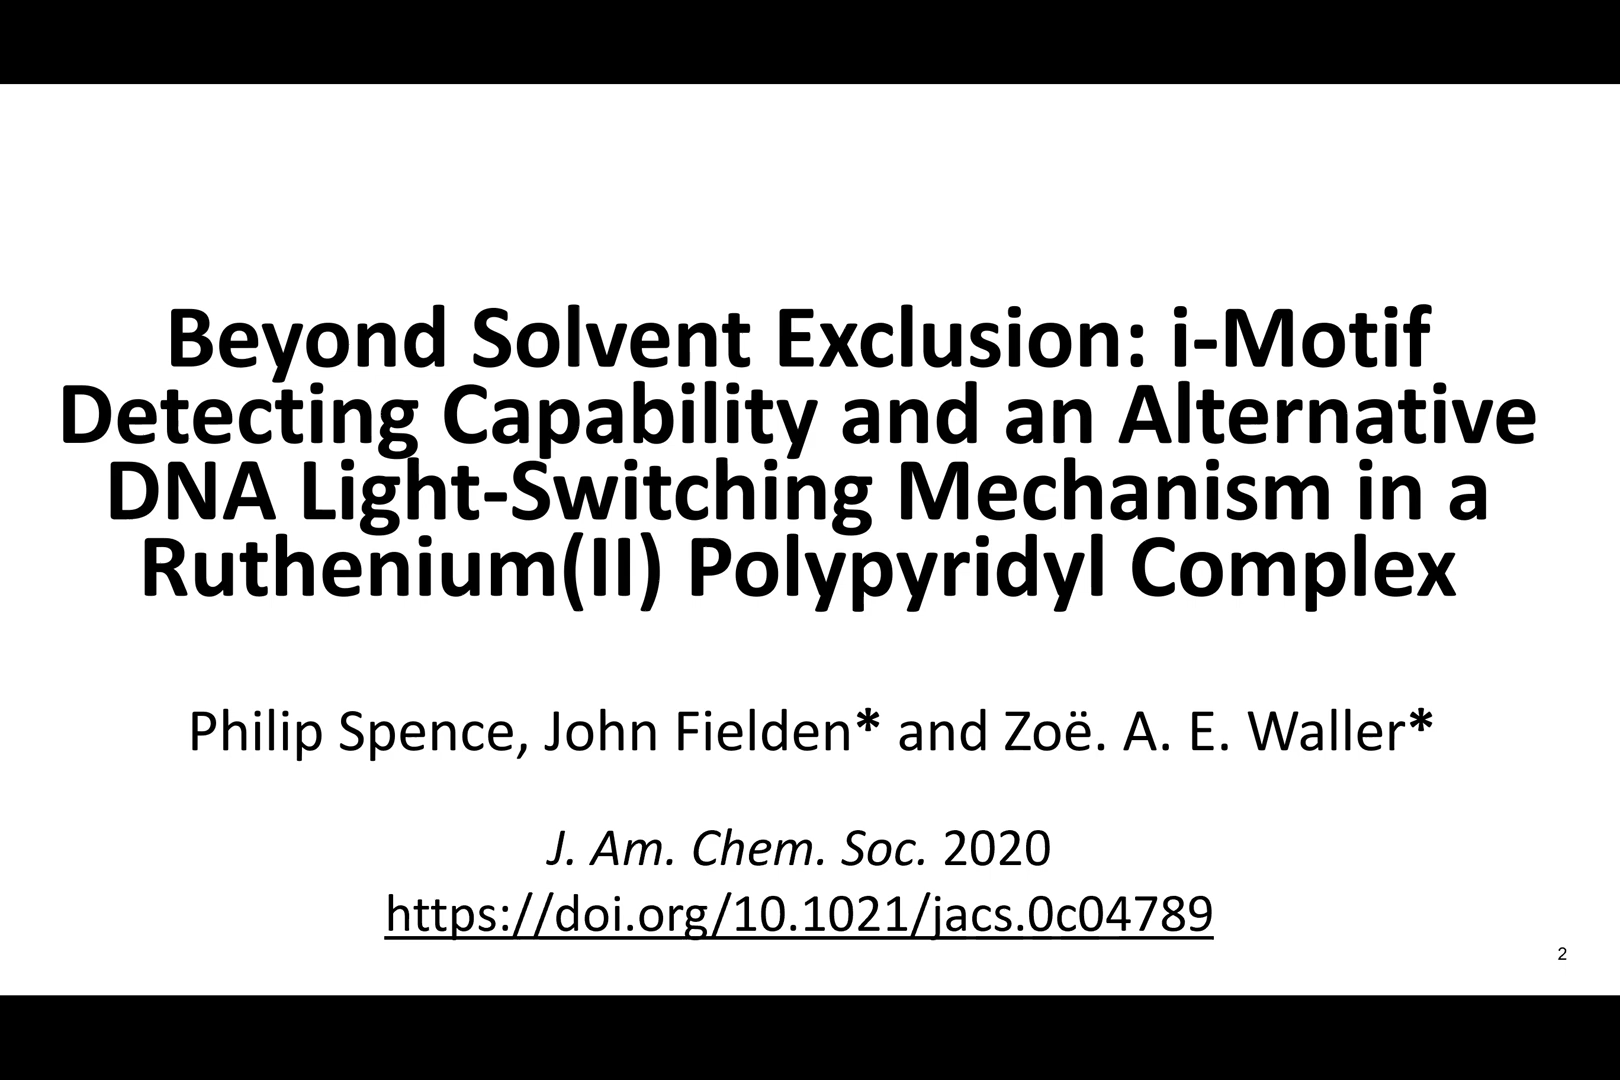 Beyond Solvent Exclusion: i-Motif
Detecting Capability and an Alternative
DNA Light-Switching Mechanism in a
Ruthenium(II) Polypyridyl Complex
Philip Spence, John Fielden* and Zoë. A. E. Waller*
J. Am. Chem. Soc. 2020
https://doi.org/10.1021/jacs.0c04789
2